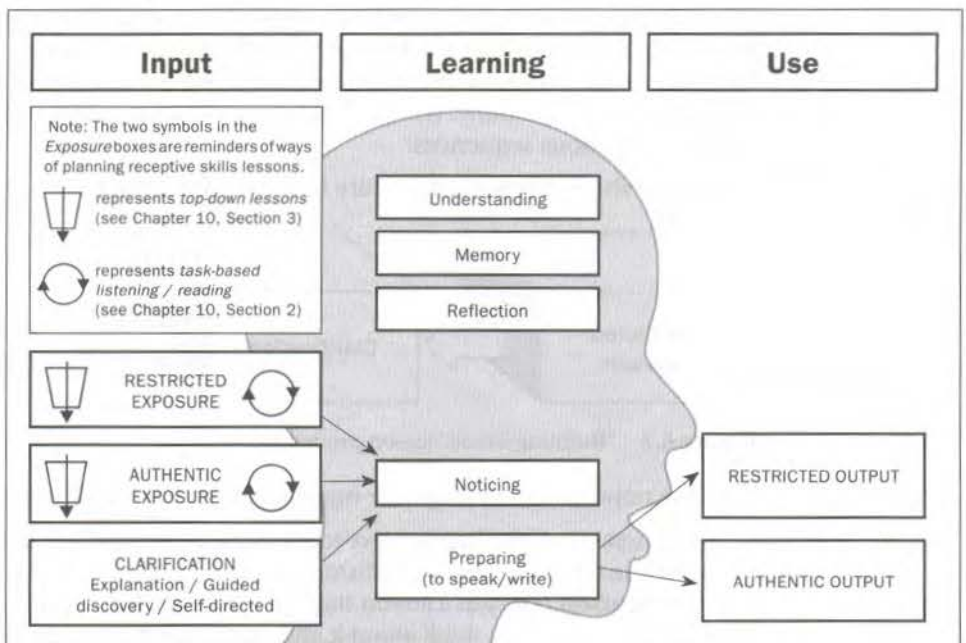 Input
Learning
Use
Note: The two symbols in the
Exposure boxes are reminders of ways
of planning receptive skills lessons.
represents top-down lessons
(see Chapter 10, Section 3)
represents task-based
listening / reading
(see Chapter 10, Section 2)
RESTRICTED
EXPOSURE
AUTHENTIC
EXPOSURE
CLARIFICATION
Explanation / Guided
discovery / Self-directed
Understanding
Memory
Reflection
Noticing
Preparing
(to speak/write)
RESTRICTED OUTPUT
AUTHENTIC OUTPUT